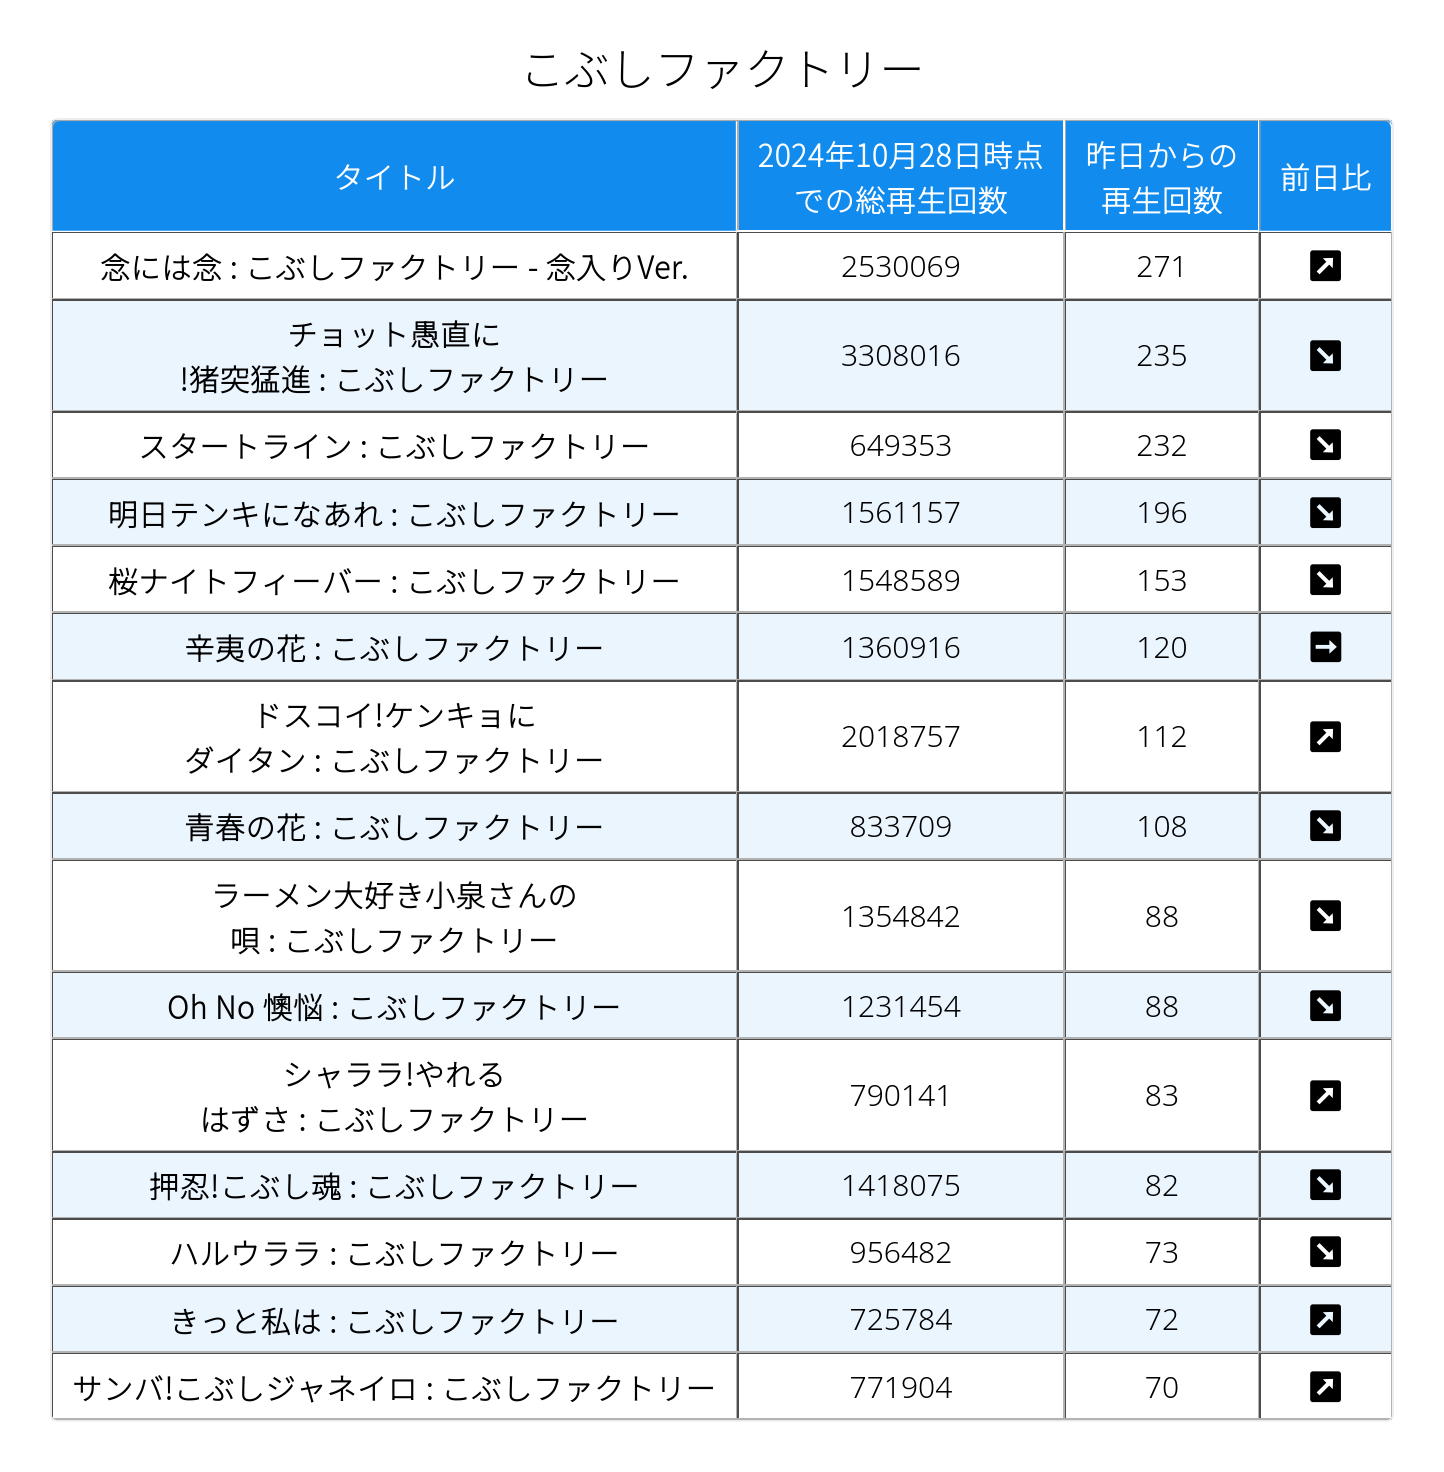 こぶしファクトリー
タイトル
2024年10月28日時点
での総再生回数
昨日からの
再生回数
前日比
念には念 : こぶしファクトリー - 念入りVer.
2530069
271
チョット愚直に
!猪突猛進 : こぶしファクトリー
3308016
235
スタートライン : こぶしファクトリー
649353
232
明日テンキになあれ : こぶしファクトリー
1561157
196
桜ナイトフィーバー : こぶしファクトリー
1548589
153
辛夷の花 : こぶしファクトリー
1360916
120
ドスコイ!ケンキョに
ダイタン : こぶしファクトリー
2018757
112
青春の花 : こぶしファクトリー
833709
108
ラーメン大好き小泉さんの
唄 : こぶしファクトリー
1354842
88
Oh No 懊悩 : こぶしファクトリー
1231454
88
シャララ!やれる
はずさ : こぶしファクトリー
790141
83
押忍!こぶし魂 : こぶしファクトリー
1418075
82
ハルウララ : こぶしファクトリー
956482
73
きっと私は : こぶしファクトリー
725784
72
サンバ!こぶしジャネイロ : こぶしファクトリー
771904
70